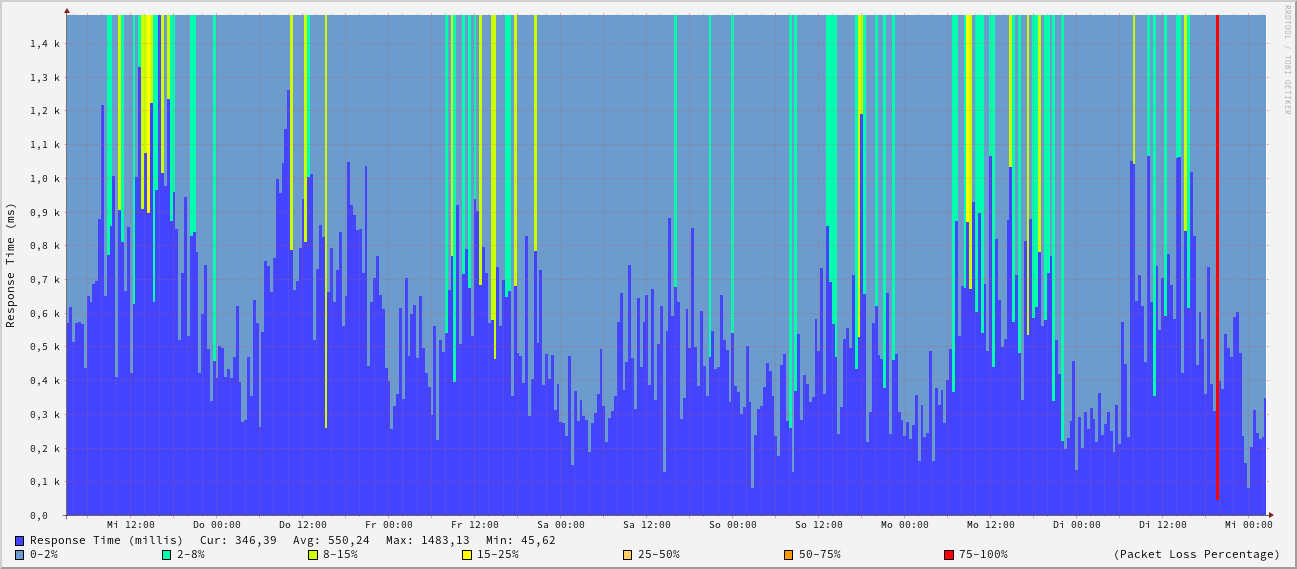 RRDTOOL / TOBI OETIKER
Response Time (ms)
1,4 k
1,3 k
1,2 k
1,1 k
1,0 k
0,9 k
0,8 k
0,7 k
0,6 k
0,5 k
0,4 k
0,3 k
0,2 k
0,1 k
0,0
Mi 12:00 Do 00:00 Do 12:00 Fr 00:00 Fr 12:00 Sa 00:00 Sa 12:00 So 00:00 So 12:00 Mo 00:00 Mo 12:00 Di 00:00 Di 12:00 Mi 00:00
Response Time (millis) Cur: 346,39 Avg: 550,24 Max: 1483,13 Min: 45,62
0-2% 2-8% 8-15% 15-25% 25-50% 50-75% 75-100% (Packet Loss Percentage)